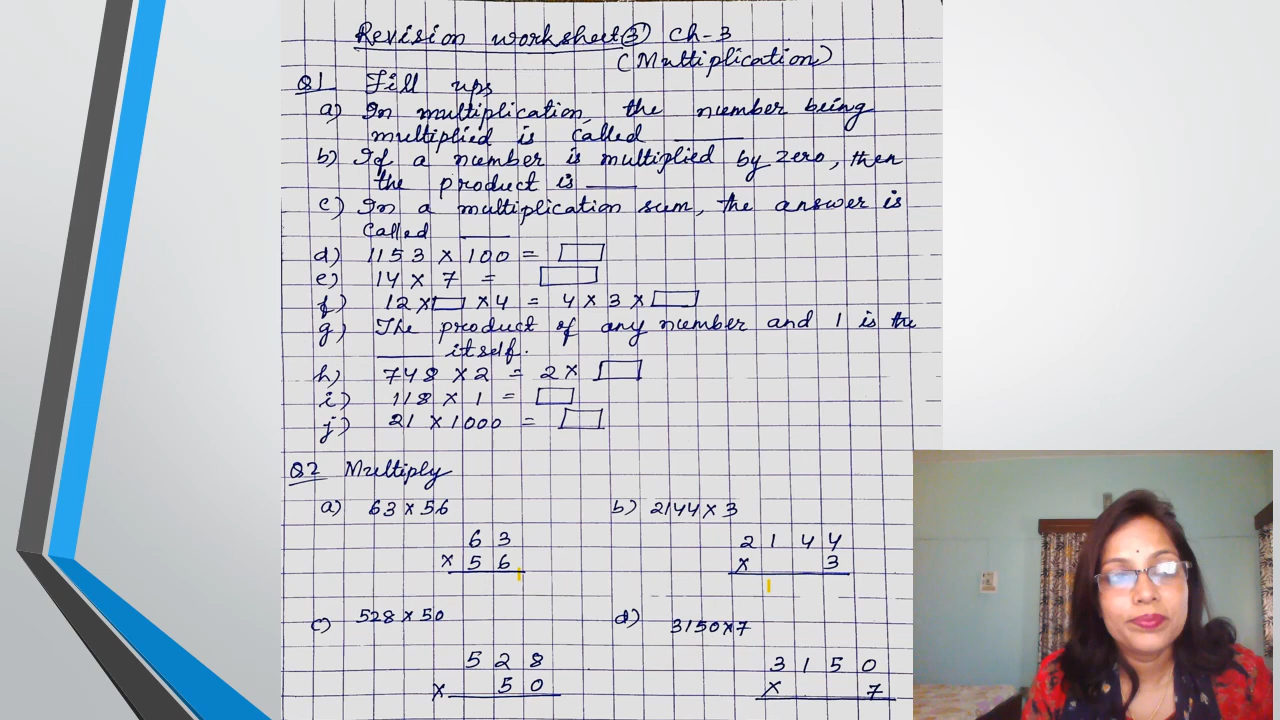 Revision worksheet ③ Ch-3
(Multiplication)
Q1 Fill ups
a) In multiplication, the number being
multiplied is called ____
b) If a number is multiplied by zero, then
the product is ____
c) In a multiplication sum, the answer is
called ____
d) 1153 × 100 = □
e) 14 × 7 = □
f) 12 × □ × 4 = 4 × 3 × □
g) The product of any number and 1 is the
____ itself.
h) 748 × 2 = 2 × □
i) 118 × 1 = □
j) 21 × 1000 = □
Q2 Multiply
a) 63 × 56
b) 2144 × 3
6 3
× 5 6
2 1 4 4
× 3
c) 528 × 50
d) 3150×7
5 2 8
× 5 0
3 1 5 0
× 7